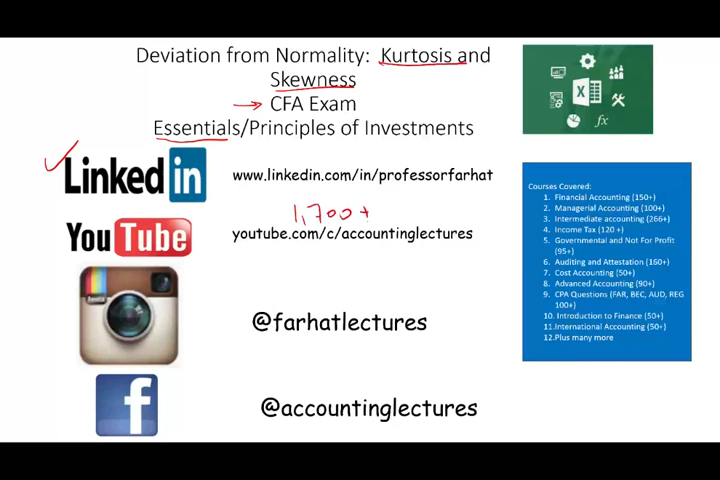 Deviation from Normality: Kurtosis and
Skewness
CFA Exam
Essentials/Principles of Investments
Linked in
www.linkedin.com/in/professorfarhat
1,700+
YouTube
youtube.com/c/accountinglectures
@farhatlectures
f
@accountinglectures
X
fx
Courses Covered:
1. Financial Accounting (150+)
2. Managerial Accounting (100+)
3. Intermediate accounting (266+)
4. Income Tax (120 +)
5. Governmental and Not For Profit
(95+)
6. Auditing and Attestation (160+)
7. Cost Accounting (50+)
8. Advanced Accounting (90+)
9. CPA Questions (FAR, BEC, AUD, REG
100+)
10. Introduction to Finance (50+)
11.International Accounting (50+)
12.Plus many more